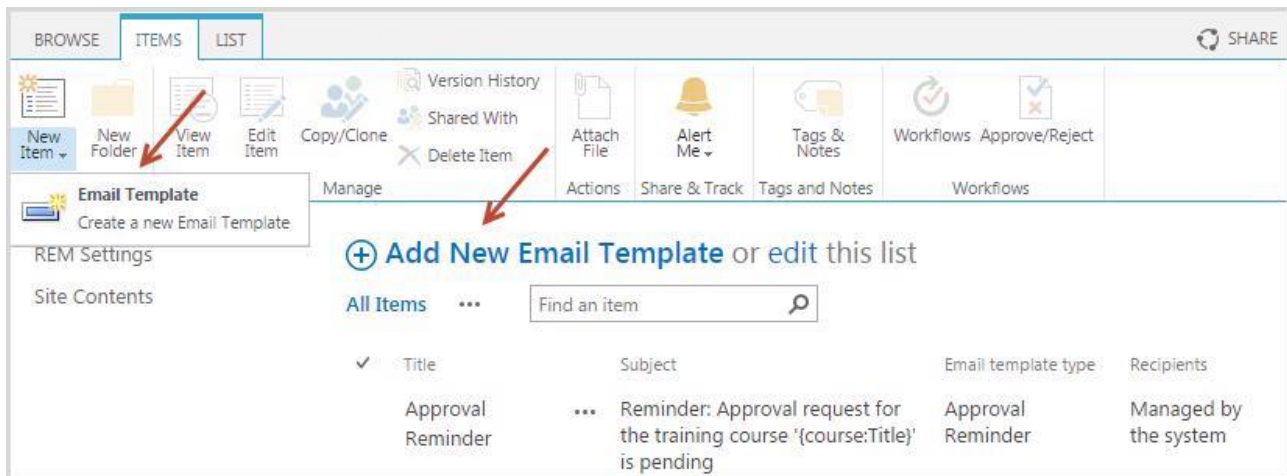 BROWSE ITEMS LIST SHARE
New Item
New Folder
View Item
Edit Item
Copy/Clone
Version History
Shared With
Delete Item
Attach File
Alert Me
Tags & Notes
Workflows
Approve/Reject
Manage
Actions
Share & Track
Tags and Notes
Workflows
Email Template
Create a new Email Template
REM Settings
Site Contents
Add New Email Template or edit this list
All Items ••• Find an item
Title Subject Email template type Recipients
Approval ••• Reminder: Approval request for Approval Managed by
Reminder the training course '{course:Title}' Reminder the system
is pending